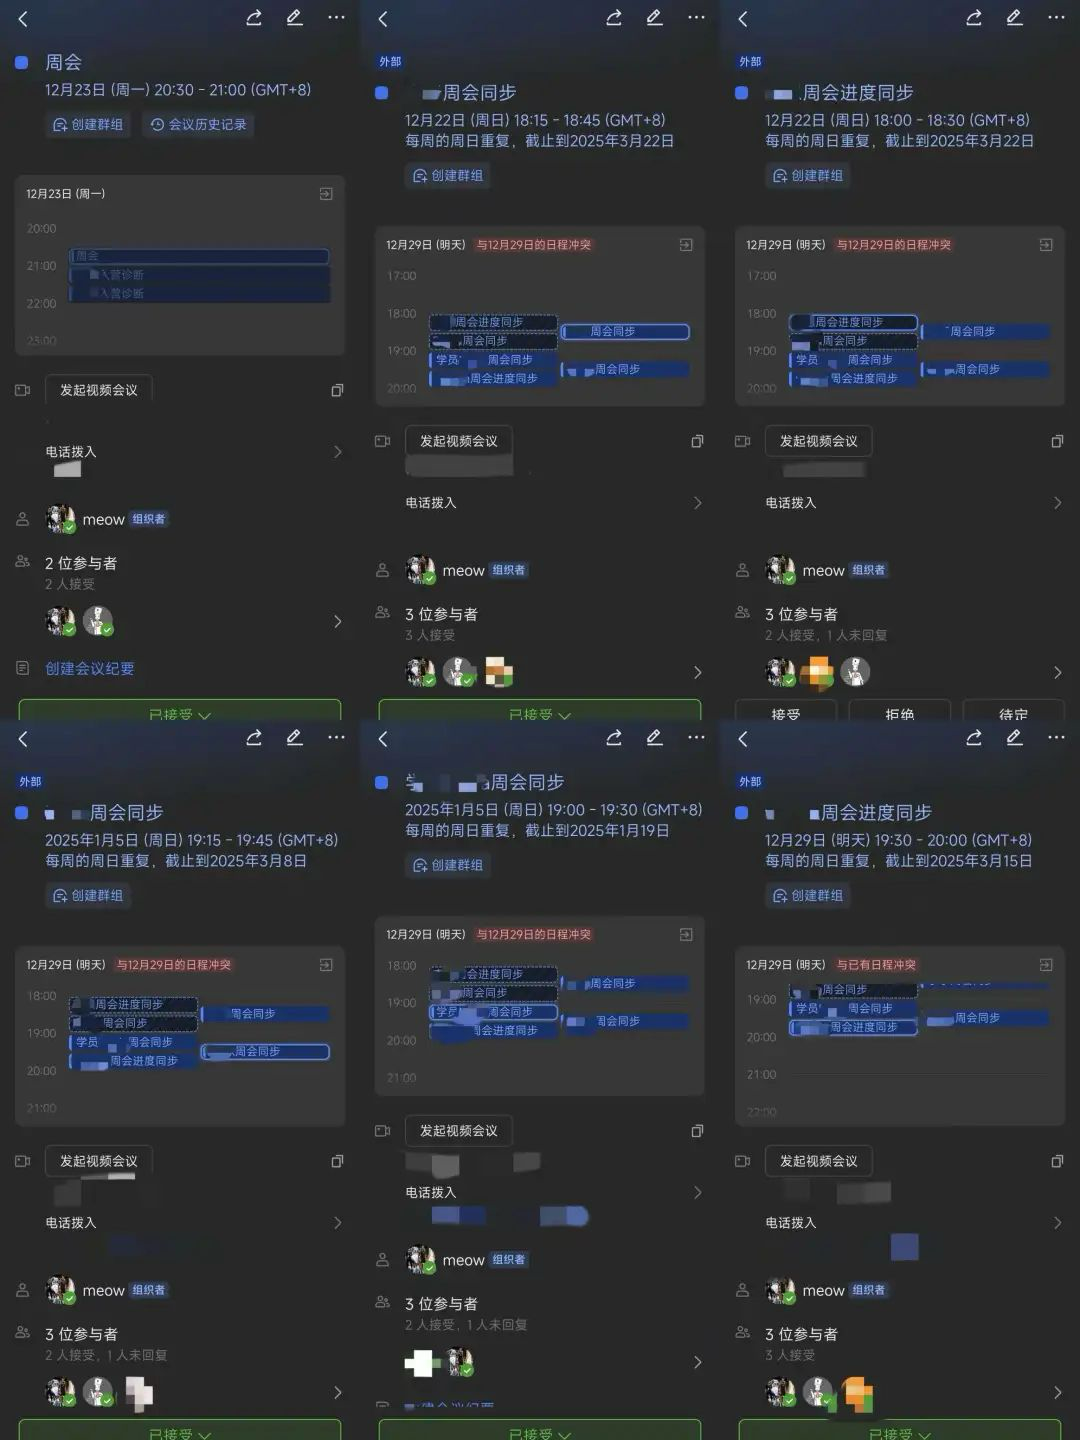 周会
12月23日 (周一) 20:30 - 21:00 (GMT+8)
创建群组
会议历史记录
12月23日 (周一)
20:00
周会
21:00
入营诊断
入营诊断
22:00
23:00
发起视频会议
电话拨入
meow 组织者
2 位参与者
2 人接受
创建会议纪要
已接受
外部
周会同步
12月22日 (周日) 18:15 - 18:45 (GMT+8)
每周的周日重复，截止到2025年3月22日
创建群组
12月29日 (明天) 与12月29日的日程冲突
17:00
18:00
周会进度同步
周会同步
周会同步
19:00
学员 周会同步
周会同步
周会进度同步
20:00
发起视频会议
电话拨入
meow 组织者
3 位参与者
3 人接受
已接受
外部
周会进度同步
12月22日 (周日) 18:00 - 18:30 (GMT+8)
每周的周日重复，截止到2025年3月22日
创建群组
12月29日 (明天) 与12月29日的日程冲突
17:00
18:00
周会进度同步
周会同步
周会同步
19:00
学员 周会同步
周会同步
周会进度同步
20:00
发起视频会议
电话拨入
meow 组织者
3 位参与者
2 人接受，1 人未回复
接受
拒绝
待定
外部
周会同步
2025年1月5日 (周日) 19:15 - 19:45 (GMT+8)
每周的周日重复，截止到2025年3月8日
创建群组
12月29日 (明天) 与12月29日的日程冲突
18:00
周会进度同步
周会同步
周会同步
19:00
学员 周会同步
周会同步
周会进度同步
20:00
21:00
发起视频会议
电话拨入
meow 组织者
3 位参与者
2 人接受，1 人未回复
已接受
周会同步
2025年1月5日 (周日) 19:00 - 19:30 (GMT+8)
每周的周日重复，截止到2025年1月19日
创建群组
12月29日 (明天) 与12月29日的日程冲突
18:00
会进度同步
周会同步
周会同步
19:00
学员 周会同步
周会同步
周会进度同步
20:00
21:00
发起视频会议
电话拨入
meow 组织者
3 位参与者
2 人接受，1 人未回复
已接受
外部
周会进度同步
12月29日 (明天) 19:30 - 20:00 (GMT+8)
每周的周日重复，截止到2025年3月15日
创建群组
12月29日 (明天) 与已有日程冲突
周会同步
19:00
学员 周会同步
周会同步
周会进度同步
20:00
21:00
22:00
发起视频会议
电话拨入
meow 组织者
3 位参与者
3 人接受
已接受